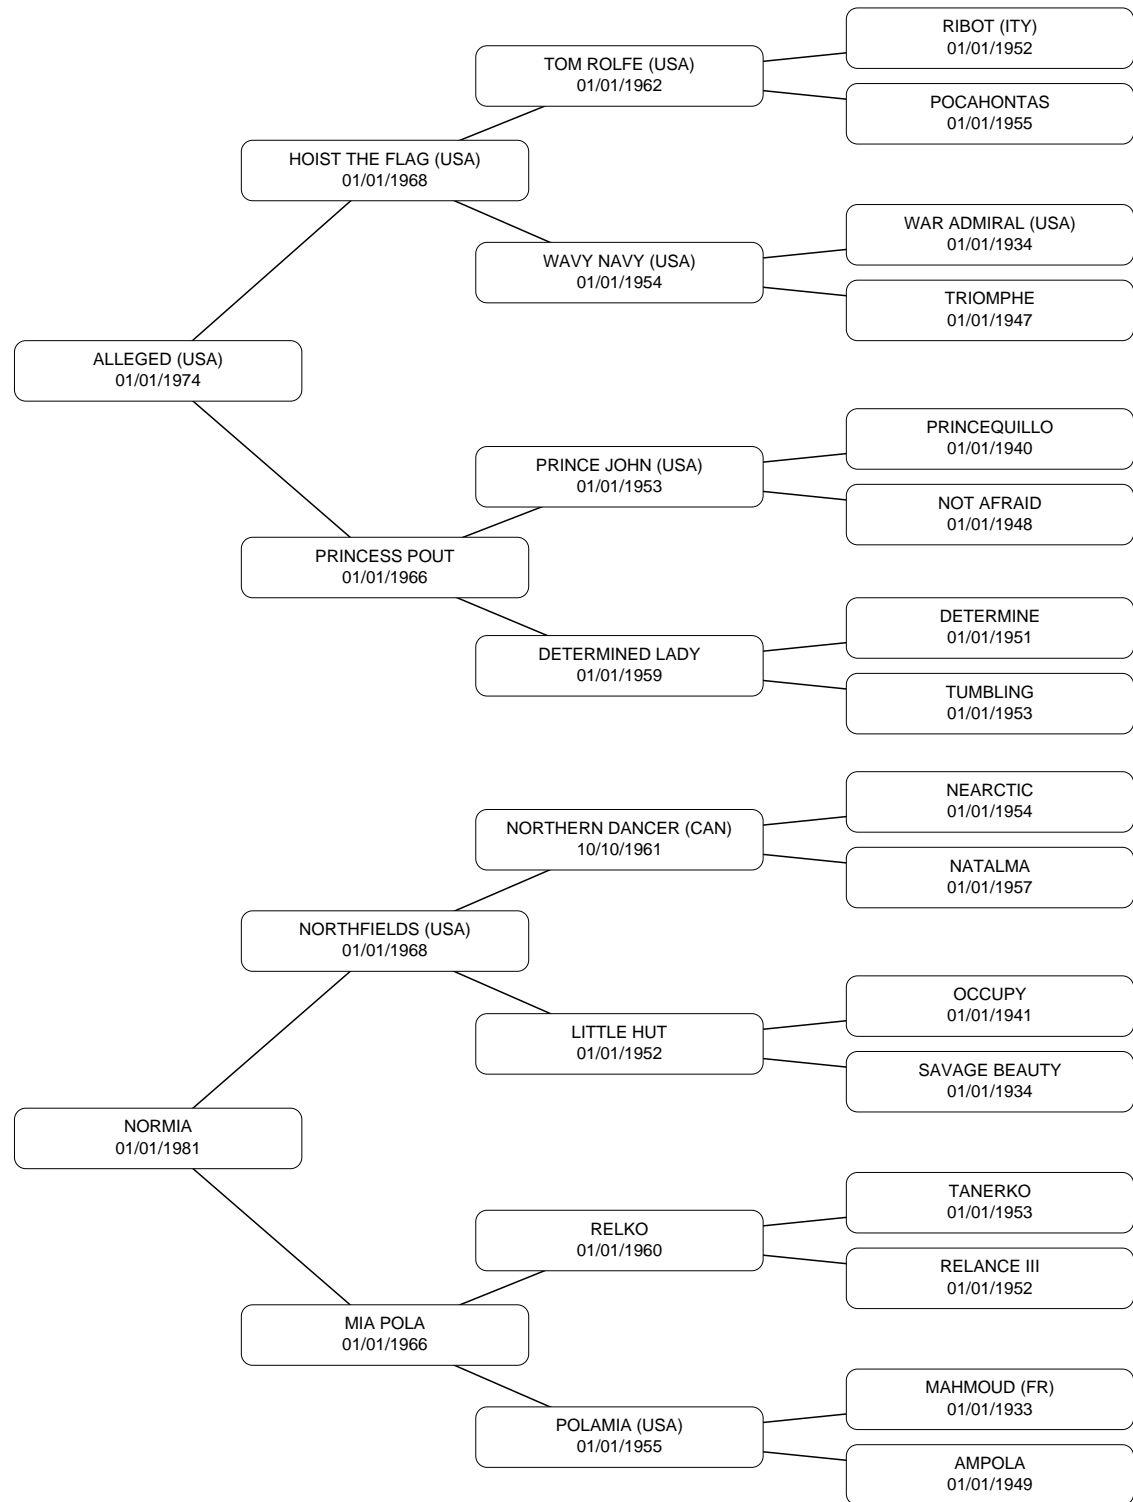 RIBOT (ITY)
01/01/1952
TOM ROLFE (USA)
01/01/1962
POCAHONTAS
01/01/1955
HOIST THE FLAG (USA)
01/01/1968
WAR ADMIRAL (USA)
01/01/1934
WAVY NAVY (USA)
01/01/1954
TRIOMPHE
01/01/1947
ALLEGED (USA)
01/01/1974
PRINCEQUILLO
01/01/1940
PRINCE JOHN (USA)
01/01/1953
NOT AFRAID
01/01/1948
PRINCESS POUT
01/01/1966
DETERMINE
01/01/1951
DETERMINED LADY
01/01/1959
TUMBLING
01/01/1953
NEARCTIC
01/01/1954
NORTHERN DANCER (CAN)
10/10/1961
NATALMA
01/01/1957
NORTHFIELDS (USA)
01/01/1968
OCCUPY
01/01/1941
LITTLE HUT
01/01/1952
SAVAGE BEAUTY
01/01/1934
NORMIA
01/01/1981
TANERKO
01/01/1953
RELKO
01/01/1960
RELANCE III
01/01/1952
MIA POLA
01/01/1966
MAHMOUD (FR)
01/01/1933
POLAMIA (USA)
01/01/1955
AMPOLA
01/01/1949